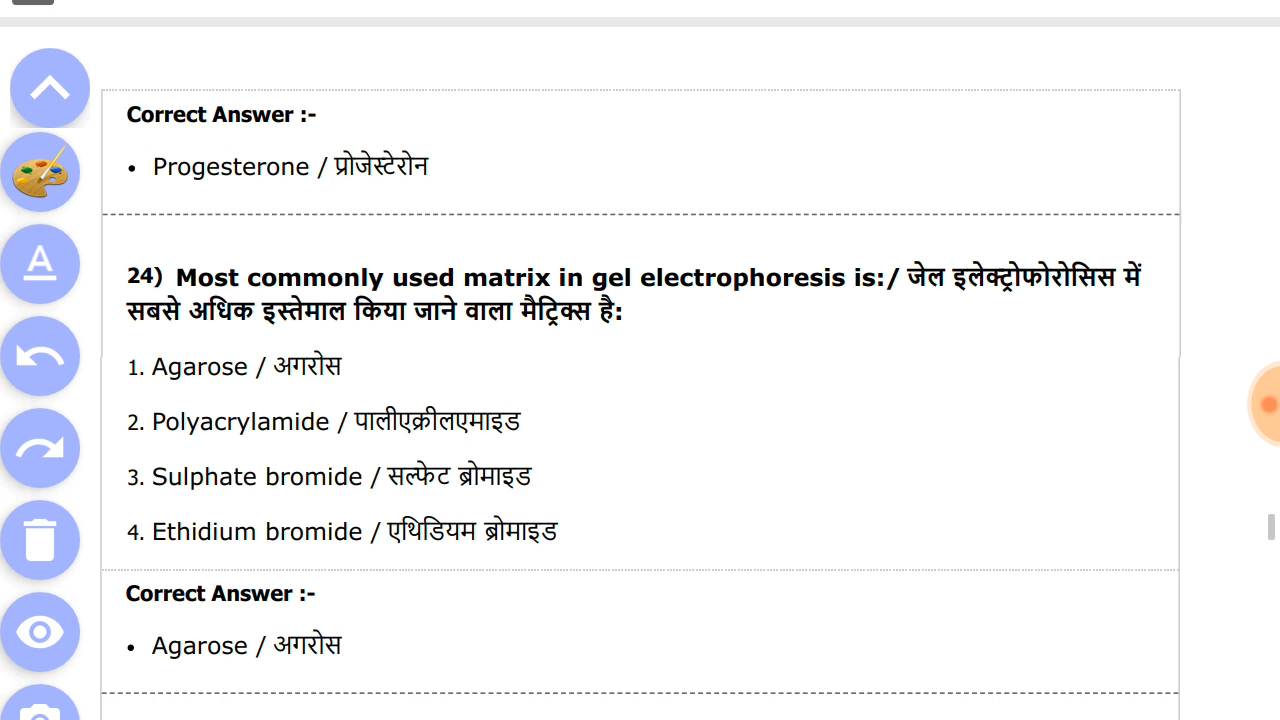 Correct Answer :-
• Progesterone / प्रोजेस्टेरोन
24) Most commonly used matrix in gel electrophoresis is:/ जेल इलेक्ट्रोफोरोसिस में
सबसे अधिक इस्तेमाल किया जाने वाला मैट्रिक्स है:
1. Agarose / अगरोस
2. Polyacrylamide / पालीएक्रीलएमाइड
3. Sulphate bromide / सल्फेट ब्रोमाइड
4. Ethidium bromide / एथिडियम ब्रोमाइड
Correct Answer :-
• Agarose / अगरोस